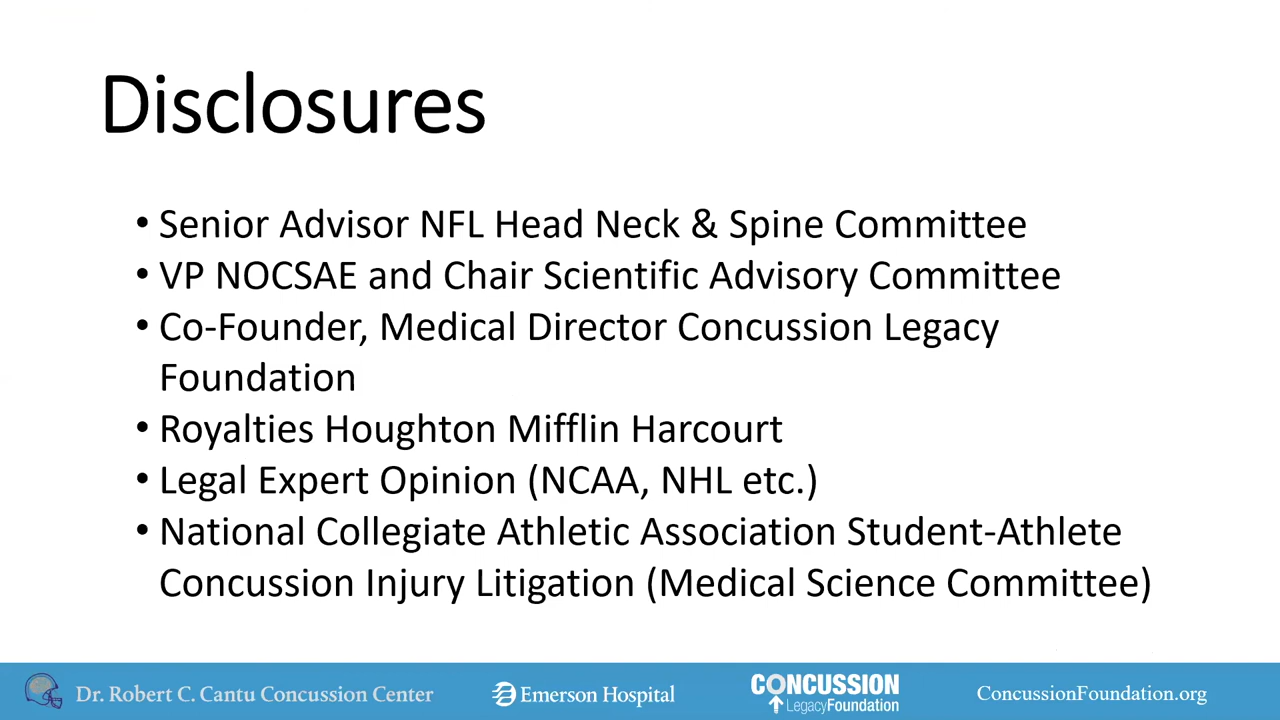 Disclosures
• Senior Advisor NFL Head Neck & Spine Committee
• VP NOCSAE and Chair Scientific Advisory Committee
• Co-Founder, Medical Director Concussion Legacy
Foundation
• Royalties Houghton Mifflin Harcourt
• Legal Expert Opinion (NCAA, NHL etc.)
• National Collegiate Athletic Association Student-Athlete
Concussion Injury Litigation (Medical Science Committee)
Dr. Robert C. Cantu Concussion Center
Emerson Hospital
CONCUSSION
LegacyFoundation
ConcussionFoundation.org